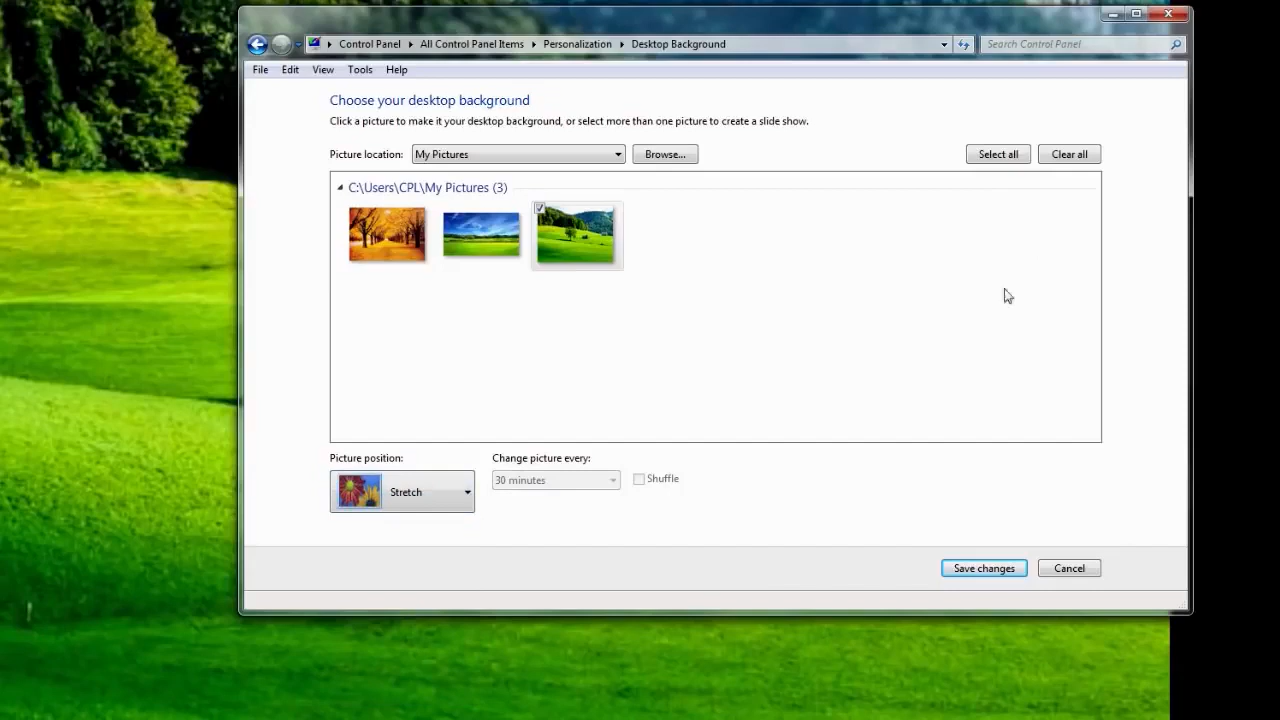 Control Panel All Control Panel Items Personalization Desktop Background Search Control Panel
File Edit View Tools Help
Choose your desktop background
Click a picture to make it your desktop background, or select more than one picture to create a slide show.
Picture location: My Pictures Browse... Select all Clear all
C:\Users\CPL\My Pictures (3)
Picture position: Change picture every:
Stretch 30 minutes Shuffle
Save changes Cancel